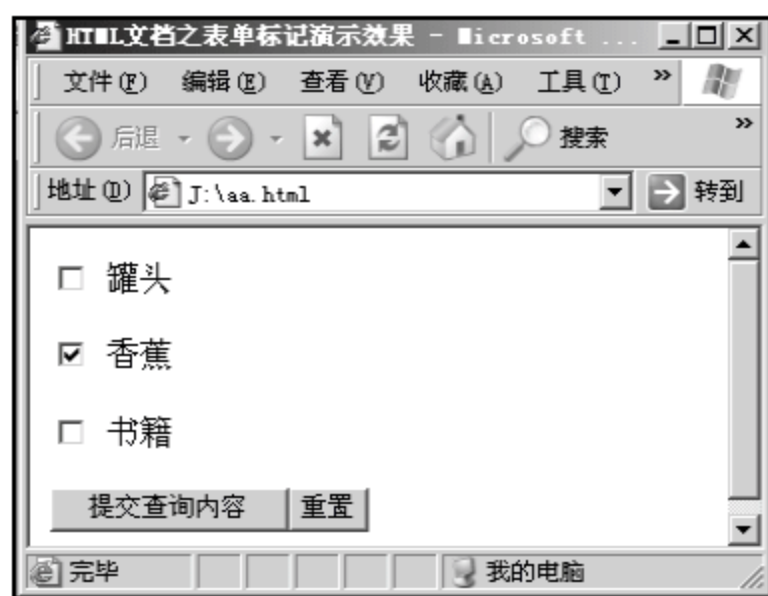 HTML文档之表单标记演示效果 - Microsoft ...
文件(F) 编辑(E) 查看(V) 收藏(A) 工具(T) »
后退 搜索 »
地址(D) J:\aa.html 转到
罐头
香蕉
书籍
提交查询内容 重置
完毕 我的电脑